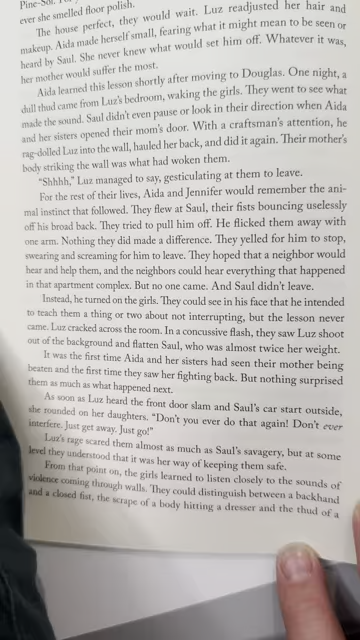 Pine-Sol.
ever she smelled floor polish.
The house perfect, they would wait. Luz readjusted her hair and
makeup. Aida made herself small, fearing what it might mean to be seen or
heard by Saul. She never knew what would set him off. Whatever it was,
her mother would suffer the most.
Aida learned this lesson shortly after moving to Douglas. One night, a
dull thud came from Luz's bedroom, waking the girls. They went to see what
made the sound. Saul didn't even pause or look in their direction when Aida
and her sisters opened their mom's door. With a craftsman's attention, he
rag-dolled Luz into the wall, hauled her back, and did it again. Their mother's
body striking the wall was what had woken them.
"Shhhh," Luz managed to say, gesticulating at them to leave.
For the rest of their lives, Aida and Jennifer would remember the ani-
mal instinct that followed. They flew at Saul, their fists bouncing uselessly
off his broad back. They tried to pull him off. He flicked them away with
one arm. Nothing they did made a difference. They yelled for him to stop,
swearing and screaming for him to leave. They hoped that a neighbor would
hear and help them, and the neighbors could hear everything that happened
in that apartment complex. But no one came. And Saul didn't leave.
Instead, he turned on the girls. They could see in his face that he intended
to teach them a thing or two about not interrupting, but the lesson never
came. Luz cracked across the room. In a concussive flash, they saw Luz shoot
out of the background and flatten Saul, who was almost twice her weight.
It was the first time Aida and her sisters had seen their mother being
beaten and the first time they saw her fighting back. But nothing surprised
them as much as what happened next.
As soon as Luz heard the front door slam and Saul's car start outside,
she rounded on her daughters. "Don't you ever do that again! Don't ever
interfere. Just get away. Just go!"
Luz's rage scared them almost as much as Saul's savagery, but at some
level they understood that it was her way of keeping them safe.
From that point on, the girls learned to listen closely to the sounds of
violence coming through walls. They could distinguish between a backhand
and a closed fist, the scrape of a body hitting a dresser and the thud of a